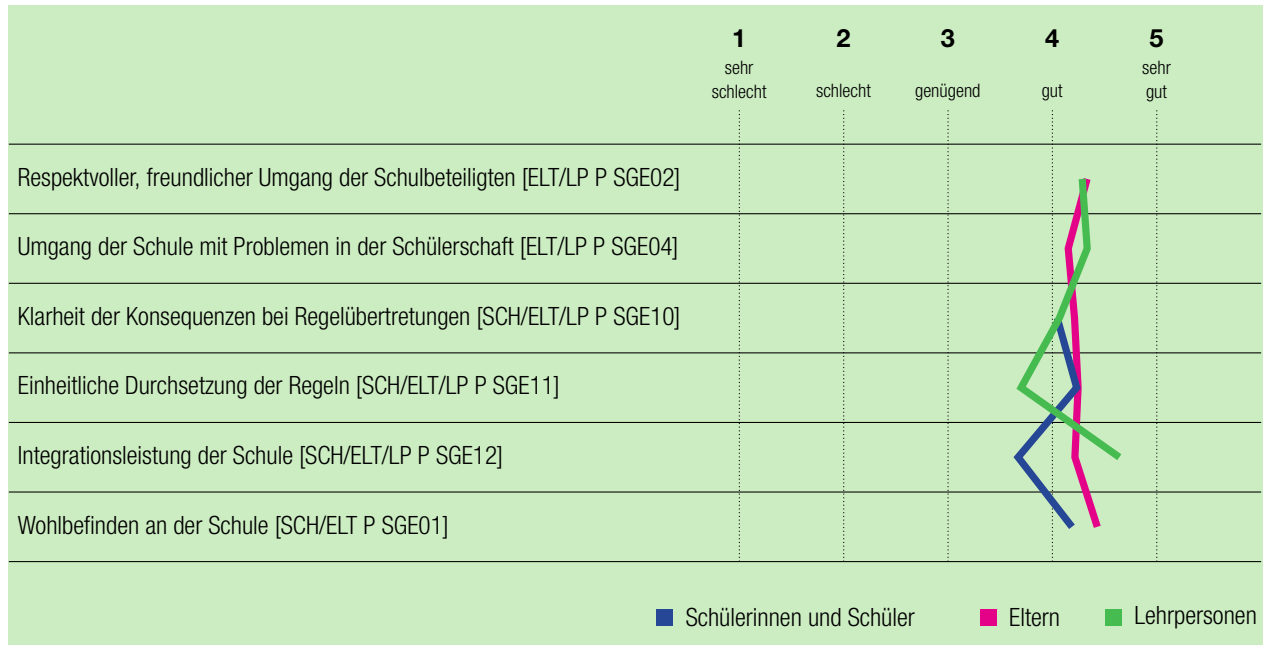 1 2 3 4 5
sehr schlecht schlecht genügend gut sehr gut
Respektvoller, freundlicher Umgang der Schulbeteiligten [ELT/LP P SGE02]
Umgang der Schule mit Problemen in der Schülerschaft [ELT/LP P SGE04]
Klarheit der Konsequenzen bei Regelübertretungen [SCH/ELT/LP P SGE10]
Einheitliche Durchsetzung der Regeln [SCH/ELT/LP P SGE11]
Integrationsleistung der Schule [SCH/ELT/LP P SGE12]
Wohlbefinden an der Schule [SCH/ELT P SGE01]
Schülerinnen und Schüler Eltern Lehrpersonen